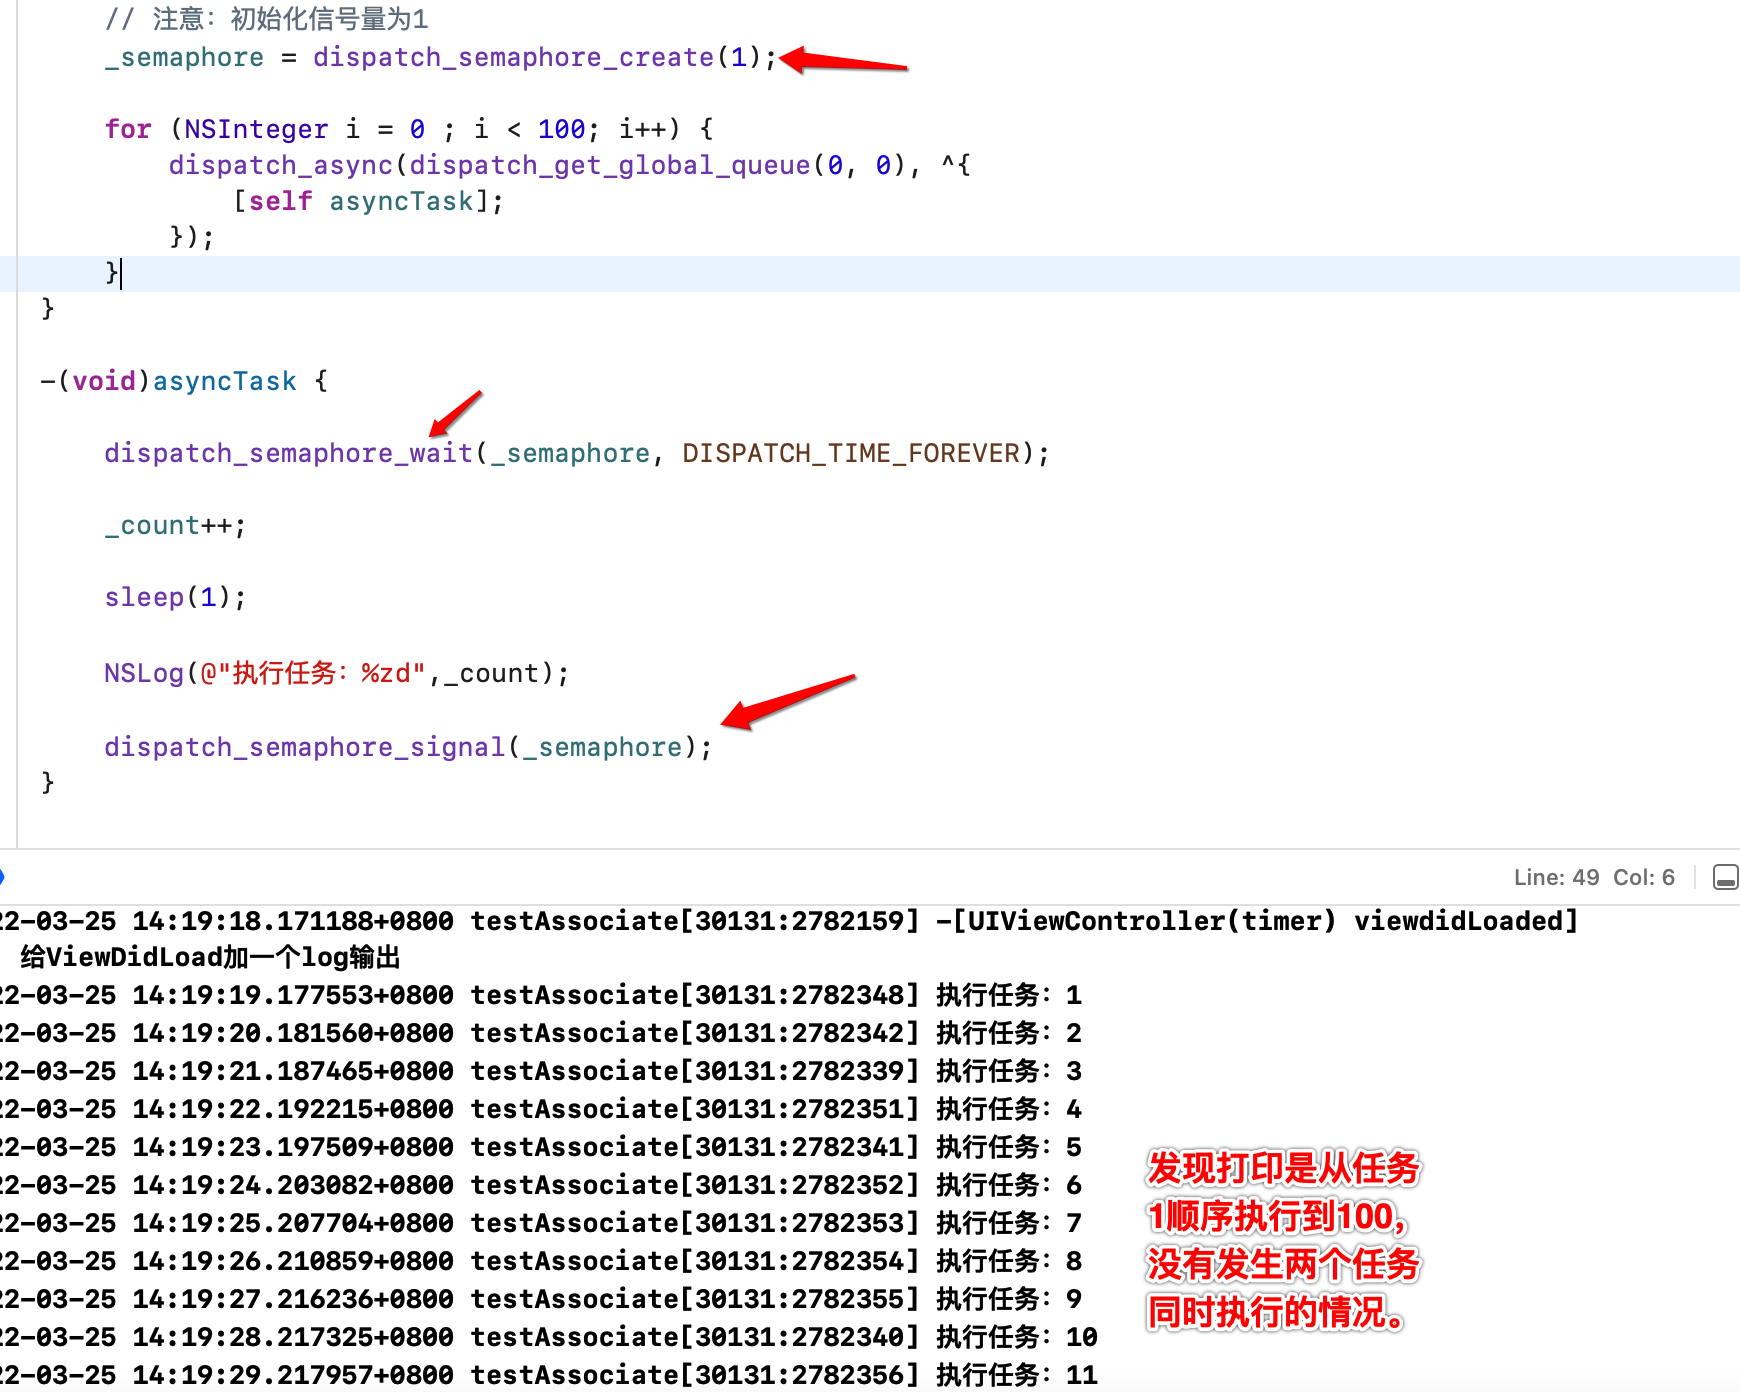 // 注意：初始化信号量为1
_semaphore = dispatch_semaphore_create(1);
for (NSInteger i = 0 ; i < 100; i++) {
dispatch_async(dispatch_get_global_queue(0, 0), ^{
[self asyncTask];
});
}
}
-(void)asyncTask {
dispatch_semaphore_wait(_semaphore, DISPATCH_TIME_FOREVER);
_count++;
sleep(1);
NSLog(@"执行任务：%zd",_count);
dispatch_semaphore_signal(_semaphore);
}
Line: 49 Col: 6
22-03-25 14:19:18.171188+0800 testAssociate[30131:2782159] -[UIViewController(timer) viewdidLoaded]
给ViewDidLoad加一个log输出
22-03-25 14:19:19.177553+0800 testAssociate[30131:2782348] 执行任务：1
22-03-25 14:19:20.181560+0800 testAssociate[30131:2782342] 执行任务：2
22-03-25 14:19:21.187465+0800 testAssociate[30131:2782339] 执行任务：3
22-03-25 14:19:22.192215+0800 testAssociate[30131:2782351] 执行任务：4
22-03-25 14:19:23.197509+0800 testAssociate[30131:2782341] 执行任务：5
22-03-25 14:19:24.203082+0800 testAssociate[30131:2782352] 执行任务：6
22-03-25 14:19:25.207704+0800 testAssociate[30131:2782353] 执行任务：7
22-03-25 14:19:26.210859+0800 testAssociate[30131:2782354] 执行任务：8
22-03-25 14:19:27.216236+0800 testAssociate[30131:2782355] 执行任务：9
22-03-25 14:19:28.217325+0800 testAssociate[30131:2782340] 执行任务：10
22-03-25 14:19:29.217957+0800 testAssociate[30131:2782356] 执行任务：11
发现打印是从任务
1顺序执行到100，
没有发生两个任务
同时执行的情况。